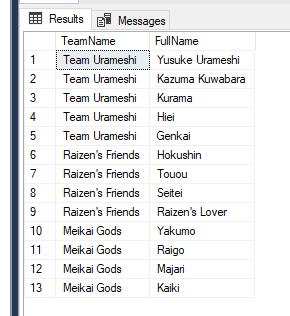 Results Messages
TeamName FullName
1 Team Urameshi Yusuke Urameshi
2 Team Urameshi Kazuma Kuwabara
3 Team Urameshi Kurama
4 Team Urameshi Hiei
5 Team Urameshi Genkai
6 Raizen's Friends Hokushin
7 Raizen's Friends Touou
8 Raizen's Friends Seitei
9 Raizen's Friends Raizen's Lover
10 Meikai Gods Yakumo
11 Meikai Gods Raigo
12 Meikai Gods Majari
13 Meikai Gods Kaiki